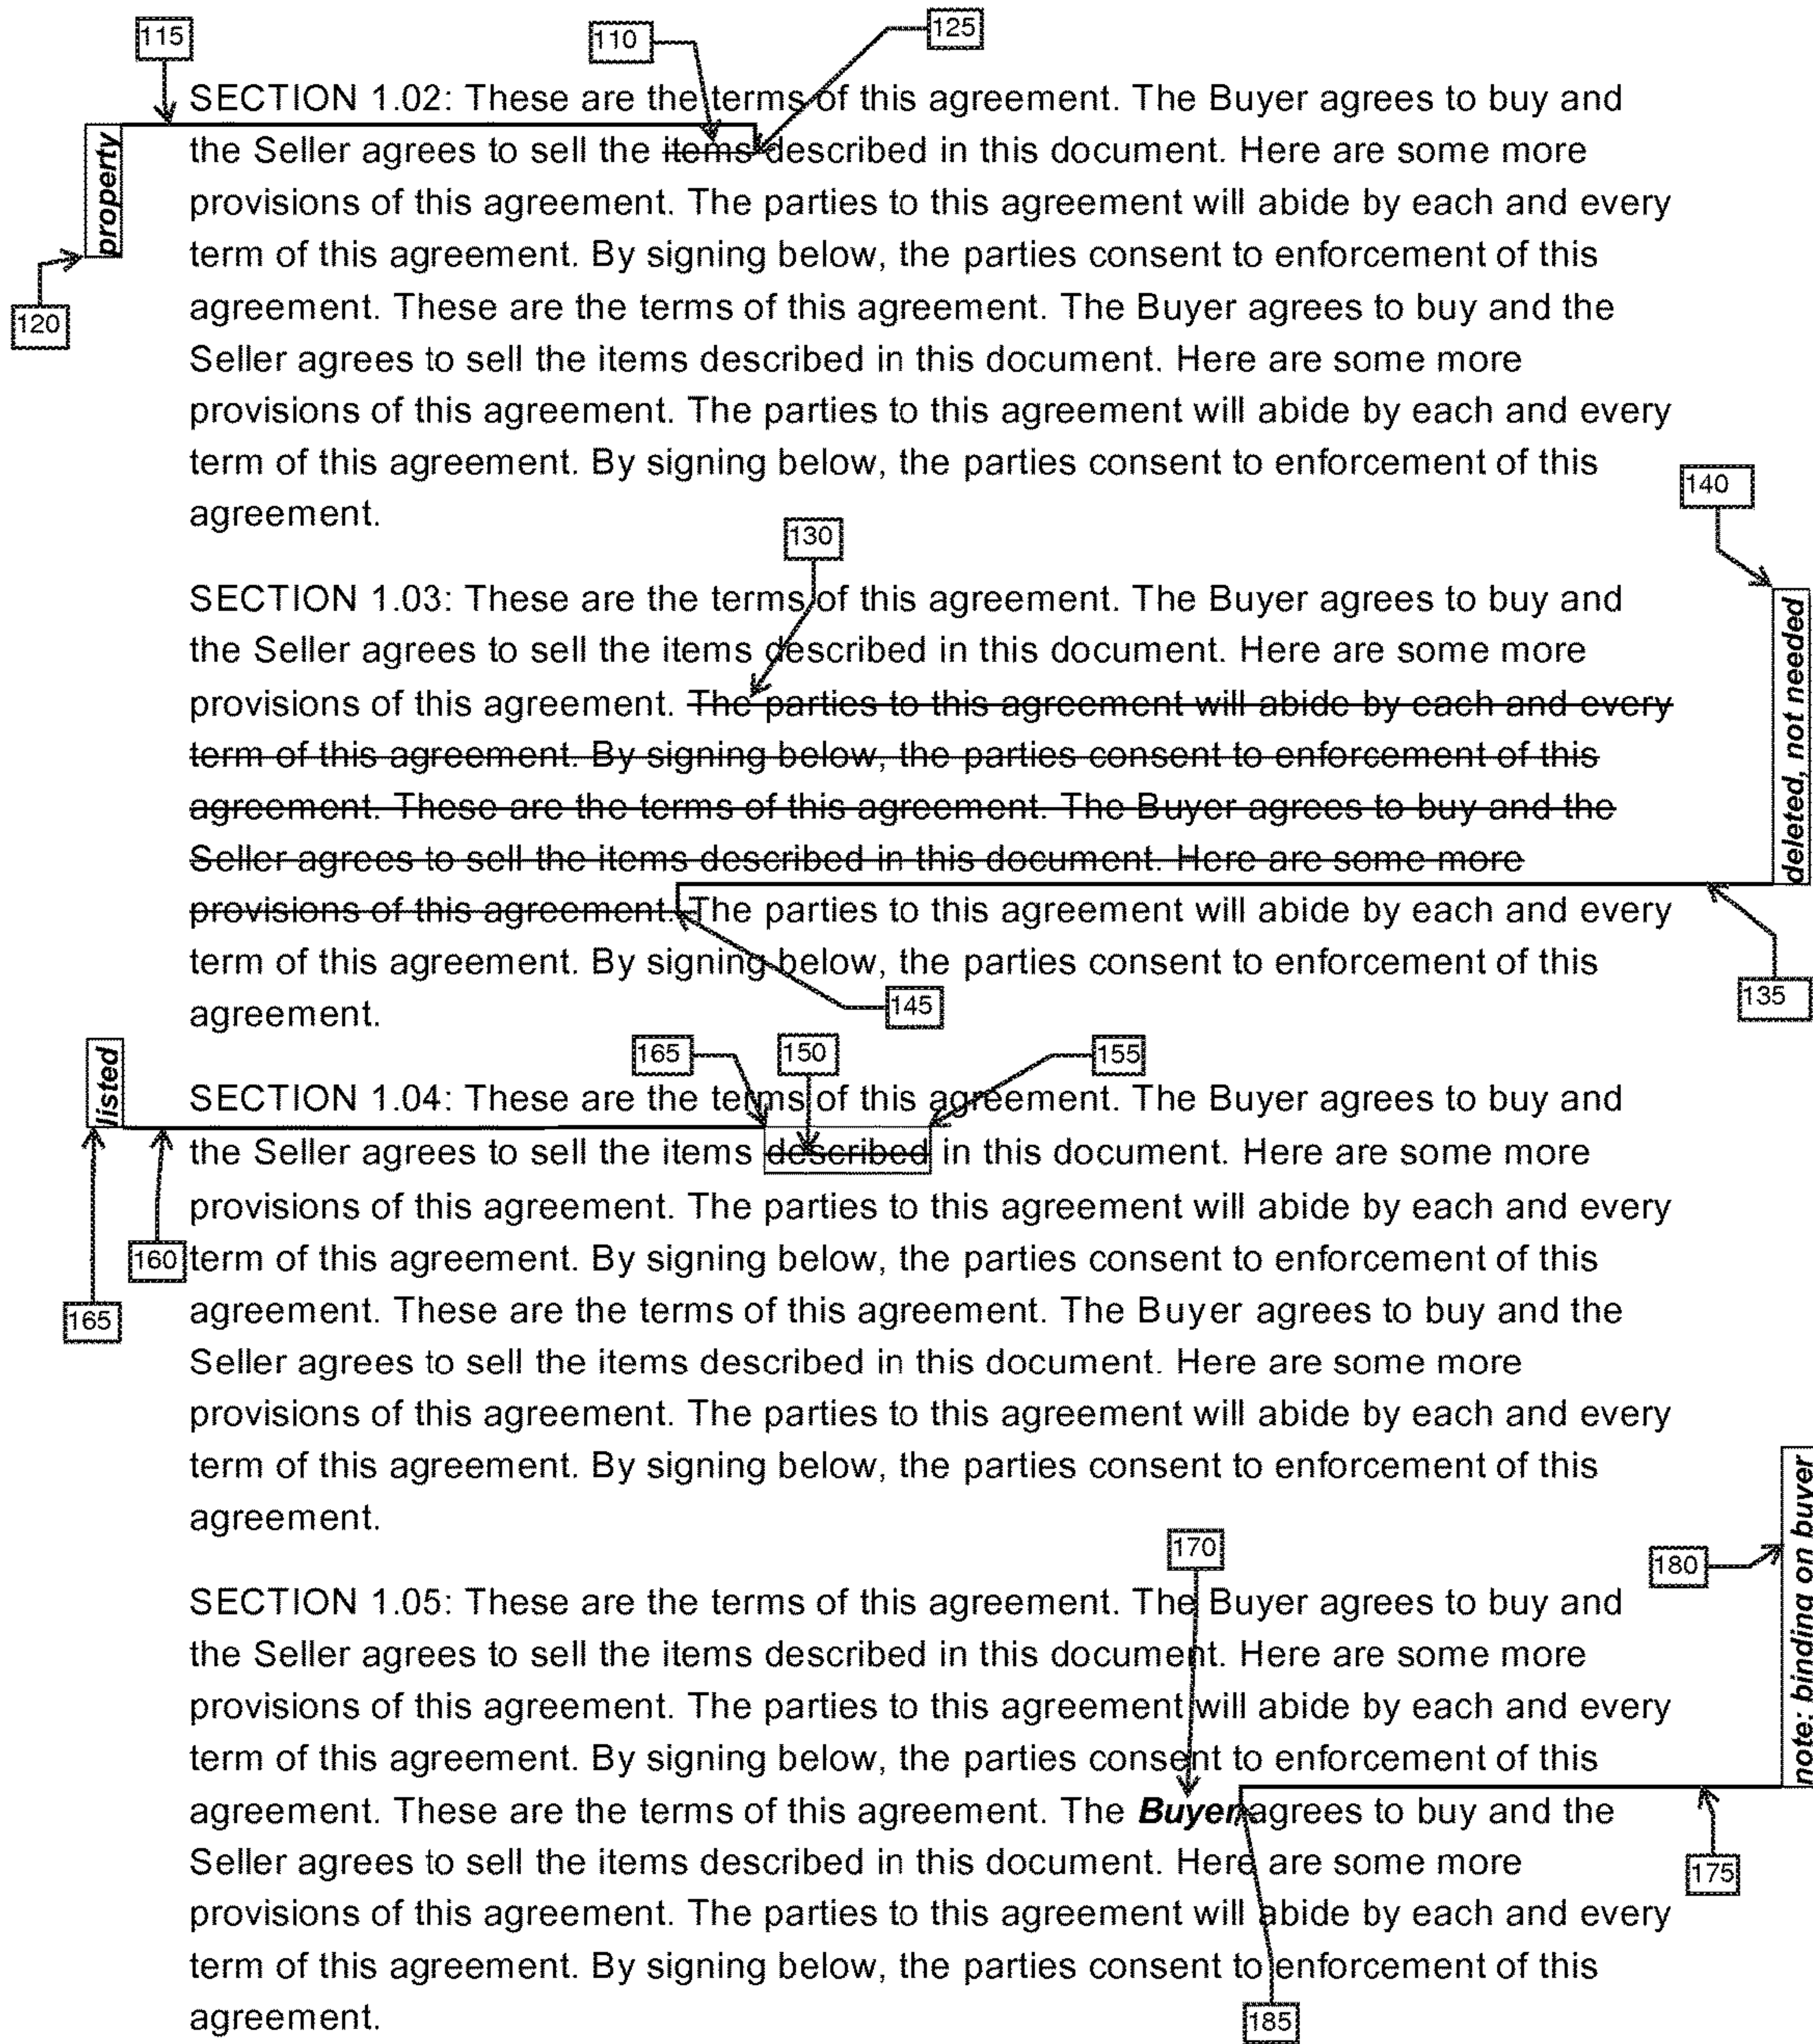 115
110
125
SECTION 1.02: These are the terms of this agreement. The Buyer agrees to buy and
the Seller agrees to sell the items described in this document. Here are some more
property
provisions of this agreement. The parties to this agreement will abide by each and every
term of this agreement. By signing below, the parties consent to enforcement of this
agreement. These are the terms of this agreement. The Buyer agrees to buy and the
120
Seller agrees to sell the items described in this document. Here are some more
provisions of this agreement. The parties to this agreement will abide by each and every
term of this agreement. By signing below, the parties consent to enforcement of this
140
agreement.
130
SECTION 1.03: These are the terms of this agreement. The Buyer agrees to buy and
the Seller agrees to sell the items described in this document. Here are some more
deleted, not needed
provisions of this agreement. The parties to this agreement will abide by each and every
term of this agreement. By signing below, the parties consent to enforcement of this
agreement. These are the terms of this agreement. The Buyer agrees to buy and the
Seller agrees to sell the items described in this document. Here are some more
provisions of this agreement. The parties to this agreement will abide by each and every
term of this agreement. By signing below, the parties consent to enforcement of this
145
135
agreement.
165
150
155
listed
SECTION 1.04: These are the terms of this agreement. The Buyer agrees to buy and
the Seller agrees to sell the items described in this document. Here are some more
provisions of this agreement. The parties to this agreement will abide by each and every
160
term of this agreement. By signing below, the parties consent to enforcement of this
165
agreement. These are the terms of this agreement. The Buyer agrees to buy and the
Seller agrees to sell the items described in this document. Here are some more
provisions of this agreement. The parties to this agreement will abide by each and every
term of this agreement. By signing below, the parties consent to enforcement of this
agreement.
170
180
note: binding on buyer
SECTION 1.05: These are the terms of this agreement. The Buyer agrees to buy and
the Seller agrees to sell the items described in this document. Here are some more
provisions of this agreement. The parties to this agreement will abide by each and every
term of this agreement. By signing below, the parties consent to enforcement of this
agreement. These are the terms of this agreement. The Buyer agrees to buy and the
Seller agrees to sell the items described in this document. Here are some more
175
provisions of this agreement. The parties to this agreement will abide by each and every
term of this agreement. By signing below, the parties consent to enforcement of this
agreement.
185